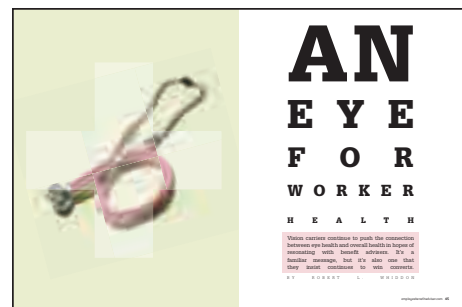 AN
EYE
FOR
WORKER
HEALTH
Vision carriers continue to push the connection
between eye health and overall health in hopes of
resonating with benefit advisers. It's a
familiar message, but it's also one that
they insist continues to win converts.
BY ROBERT L. WHIDDON